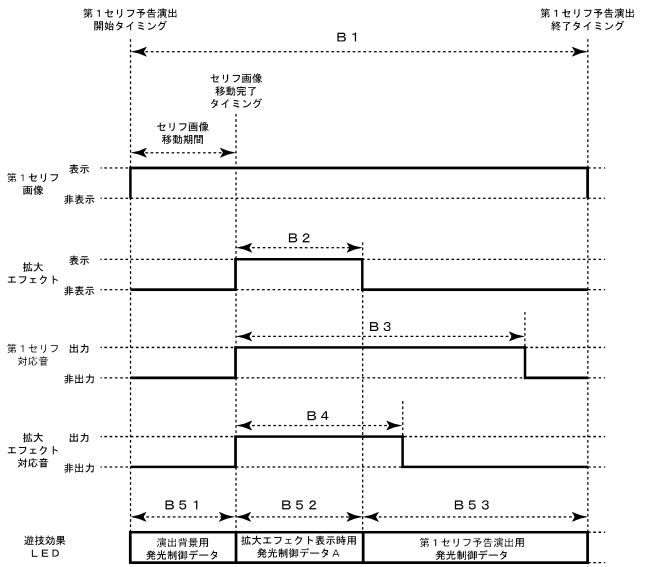 第１セリフ予告演出
開始タイミング
第１セリフ予告演出
終了タイミング
Ｂ１
セリフ画像
移動完了
タイミング
セリフ画像
移動期間
第１セリフ
画像
表示
非表示
Ｂ２
拡大
エフェクト
表示
非表示
Ｂ３
第１セリフ
対応音
出力
非出力
Ｂ４
拡大
エフェクト
対応音
出力
非出力
Ｂ５１
Ｂ５２
Ｂ５３
遊技効果
ＬＥＤ
演出背景用
発光制御データ
拡大エフェクト表示時用
発光制御データＡ
第１セリフ予告演出用
発光制御データ